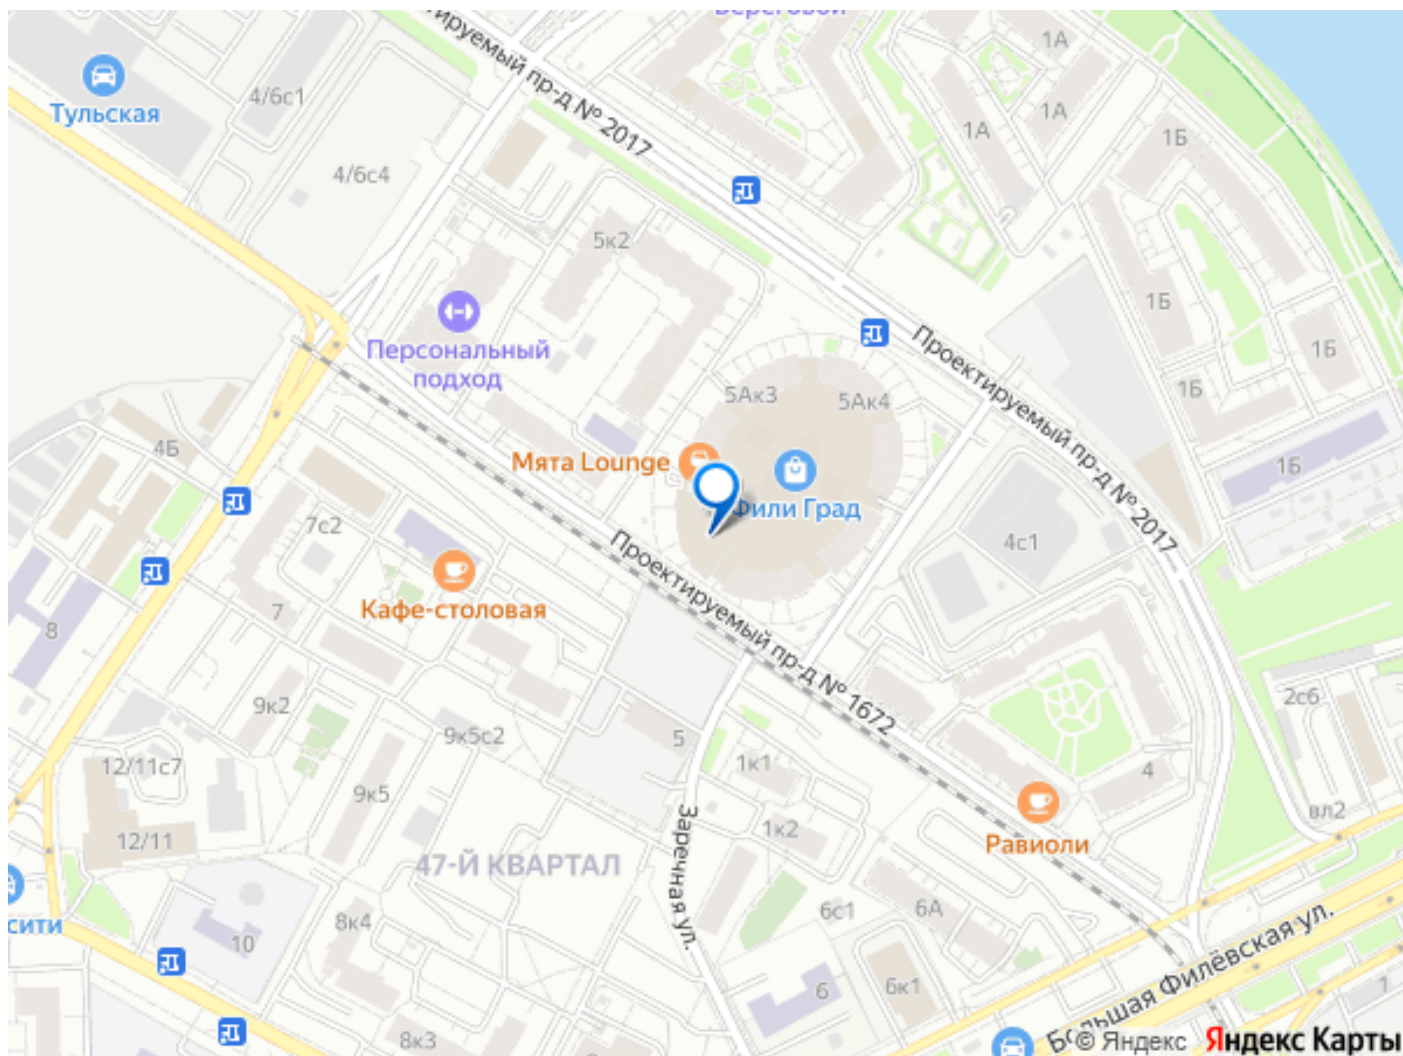 Береговой
1А
4/6с1
Тульская
Проектируемый пр-д № 2017
1А
1А
1Б
4/6с4
5к2
1Б
Проектируемый пр-д № 2017
1Б
Персональный
подход
5Ак3
5Ак4
1Б
4Б
Мята Lounge
1Б
Фили Град
7с2
4с1
Проектируемый пр-д № 1672
Кафе-столовая
7
8
9к2
2с6
9к5с2
5
1к1
12/11с7
4
9к5
Заречная ул.
вл2
1к2
12/11
Равиоли
47-Й КВАРТАЛ
6с1
6А
8к4
сити
10
Большая Филёвская ул.
6
6к1
1
8к3
© Яндекс Яндекс Карты